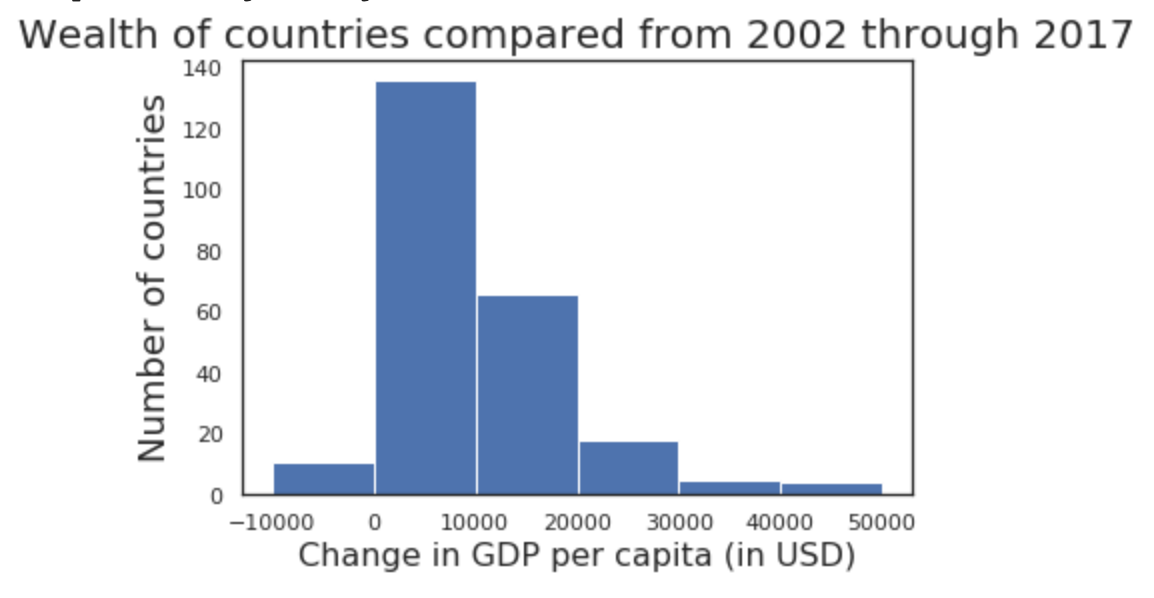 Wealth of countries compared from 2002 through 2017
140
120
100
80
60
40
20
0
Number of countries
−10000 0 10000 20000 30000 40000 50000
Change in GDP per capita (in USD)